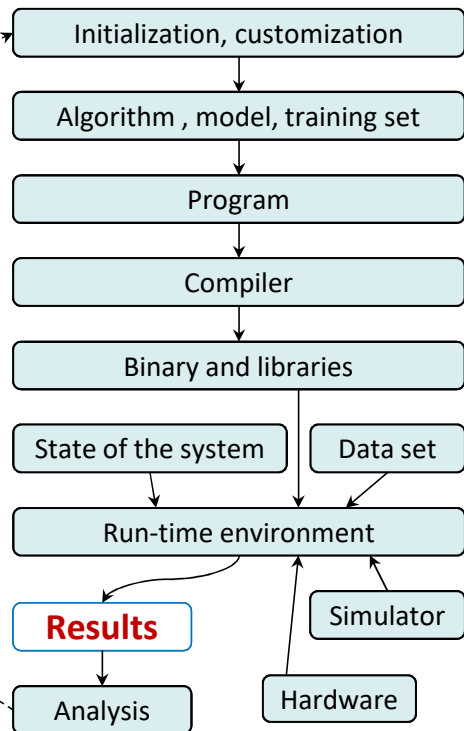 Initialization, customization
Algorithm , model, training set
Program
Compiler
Binary and libraries
State of the system
Data set
Run-time environment
Results
Simulator
Analysis
Hardware